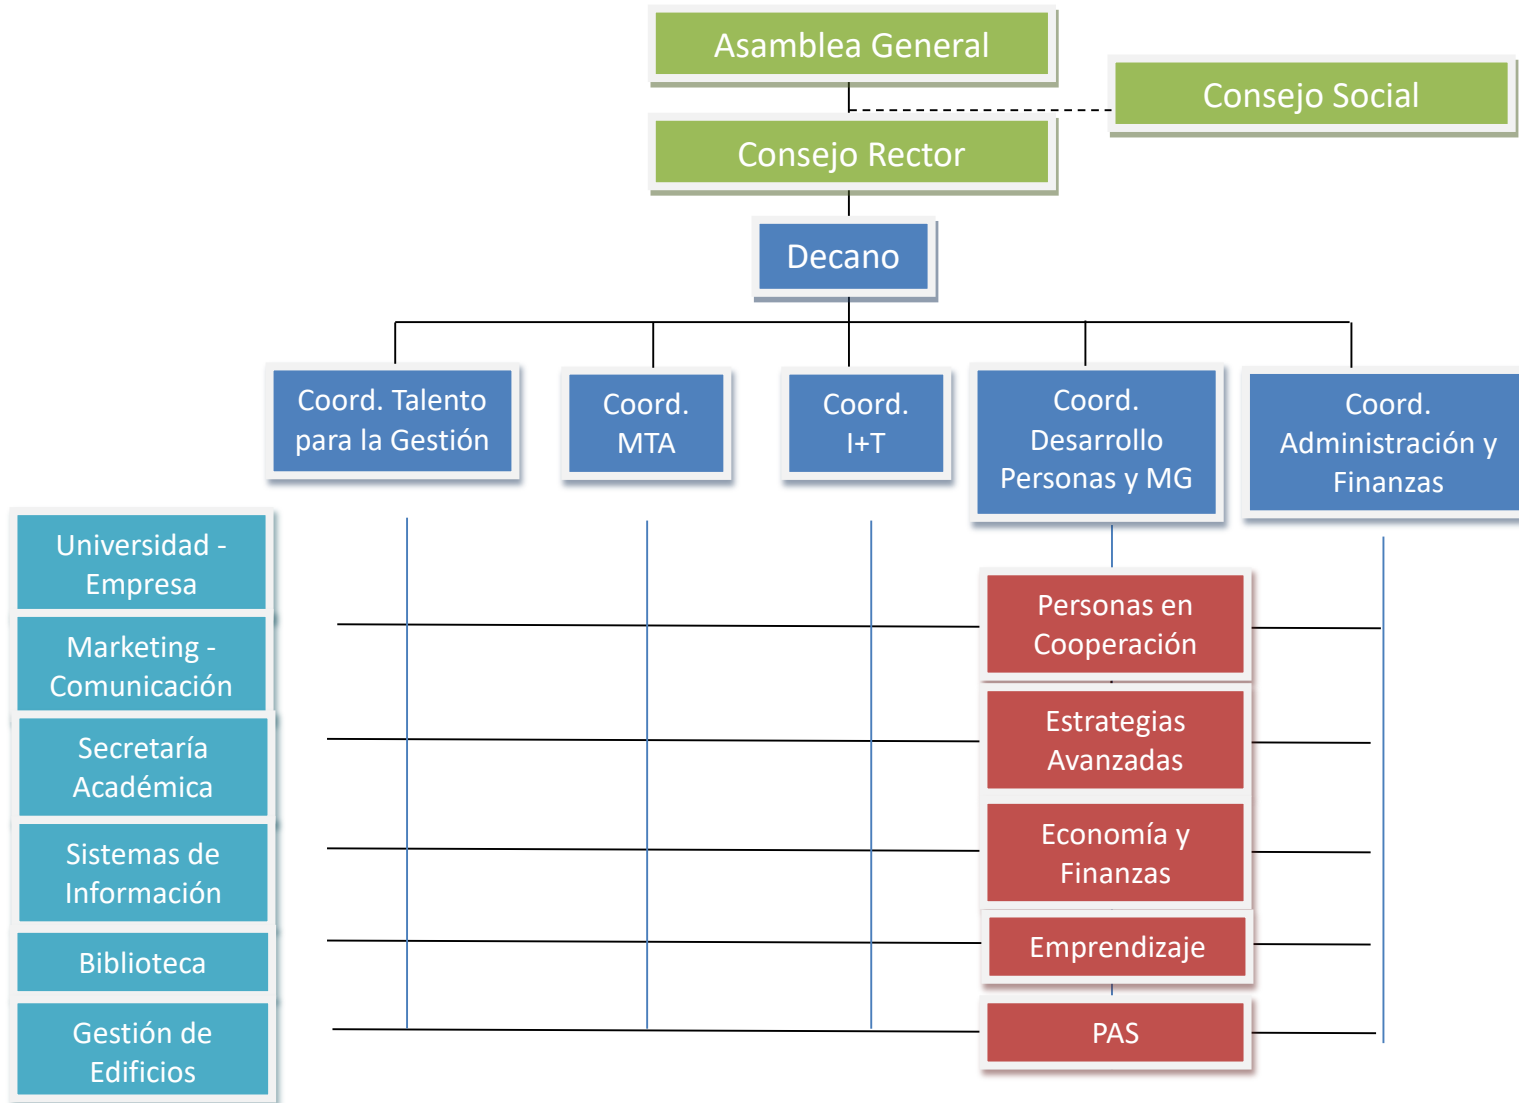 Asamblea General
Consejo Social
Consejo Rector
Decano
Coord. Talento
para la Gestión
Coord.
MTA
Coord.
I+T
Coord.
Desarrollo
Personas y MG
Coord.
Administración y
Finanzas
Universidad -
Empresa
Marketing -
Comunicación
Secretaría
Académica
Sistemas de
Información
Biblioteca
Gestión de
Edificios
Personas en
Cooperación
Estrategias
Avanzadas
Economía y
Finanzas
Emprendizaje
PAS